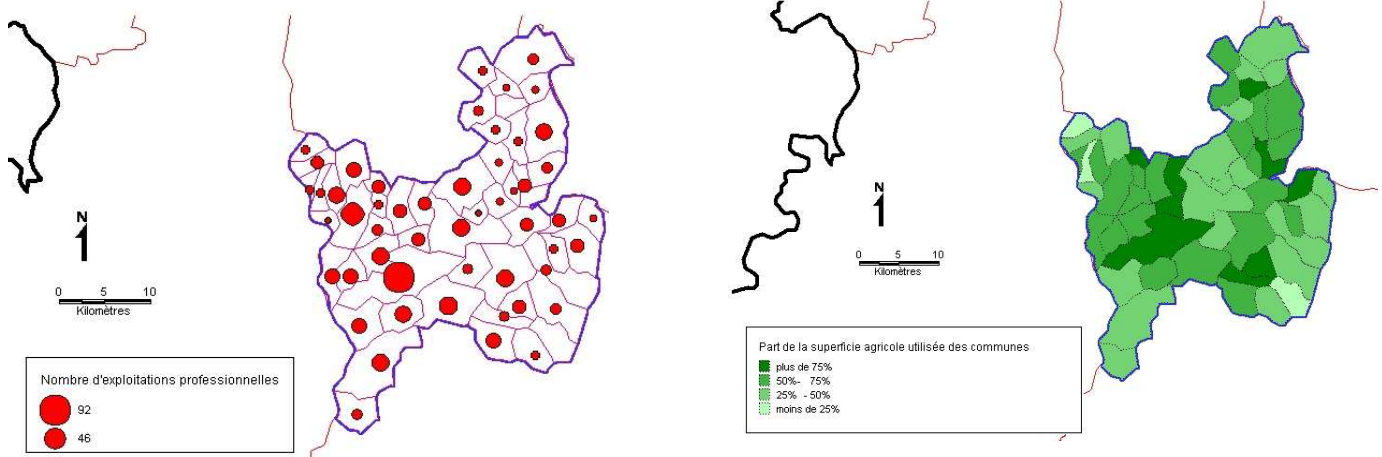 N
0 5 10
Kilomètres
Nombre d'exploitations professionnelles
92
46
N
0 5 10
Kilomètres
Part de la superficie agricole utilisée des communes
plus de 75%
50%- 75%
25% - 50%
moins de 25%